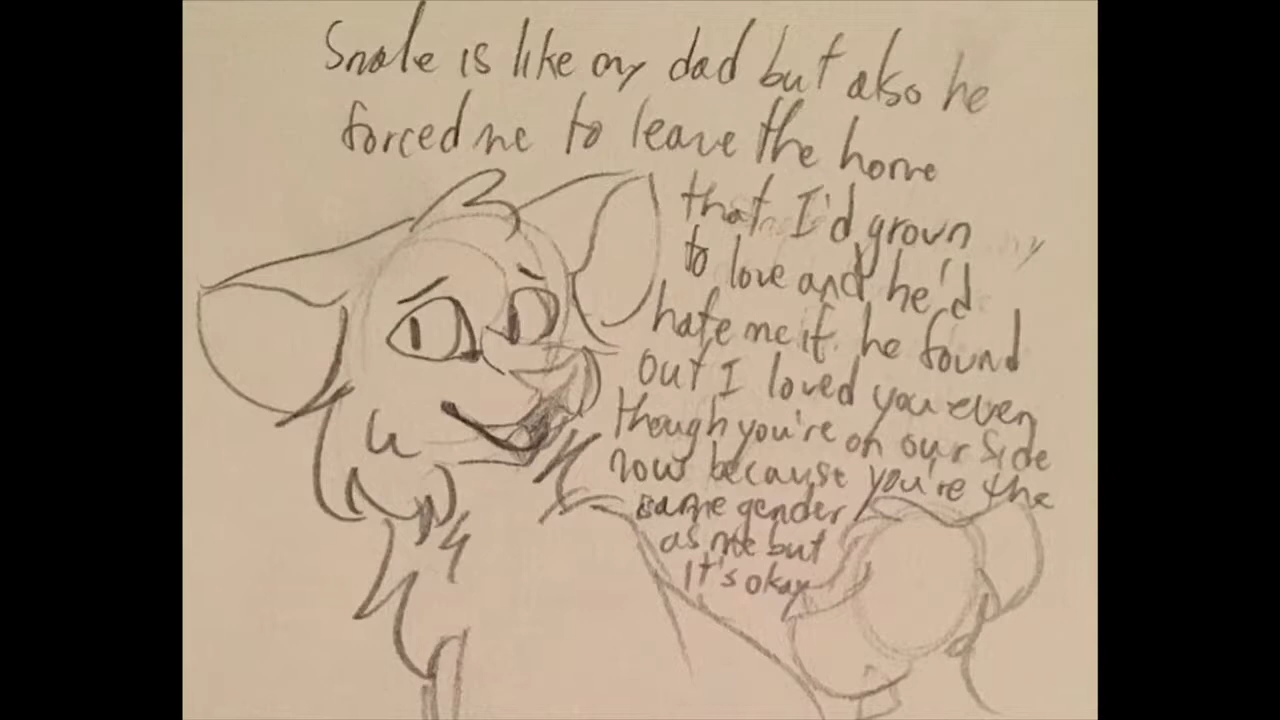 Snale is like my dad but also he
forced me to leave the home
that I'd grown
to love and he'd
hate me if he found
out I loved you even
though you're on our side
now because you're the
same gender
as me but
it's okay